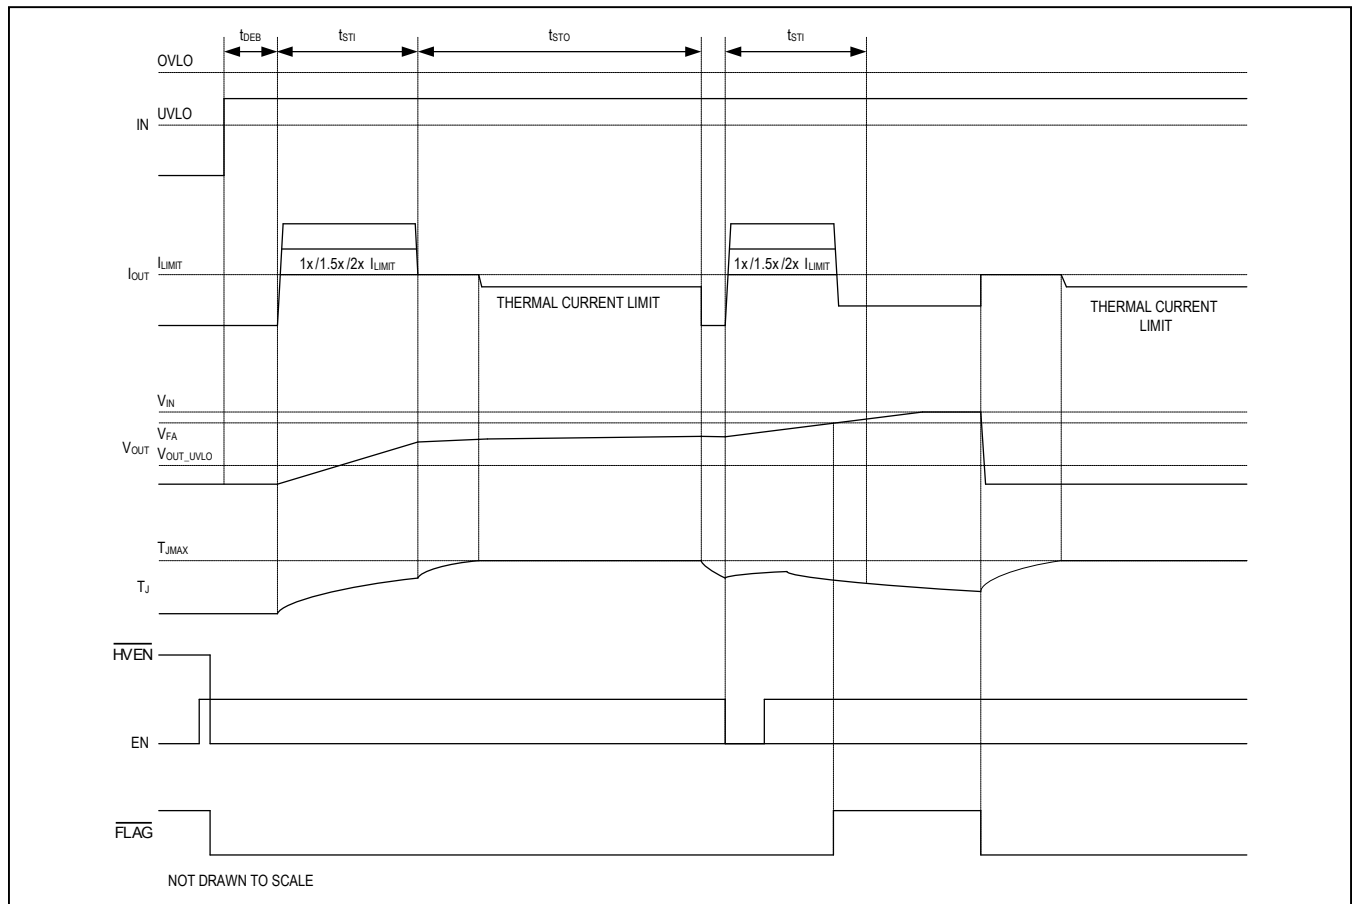 tDEB
tSTI
tSTO
tSTI
OVLO
UVLO
IN
ILIMIT
IOUT
1x/1.5x/2x ILIMIT
1x/1.5x/2x ILIMIT
THERMAL CURRENT LIMIT
THERMAL CURRENT
LIMIT
VIN
VFA
VOUT
VOUT_UVLO
TJMAX
TJ
HVEN
EN
FLAG
NOT DRAWN TO SCALE